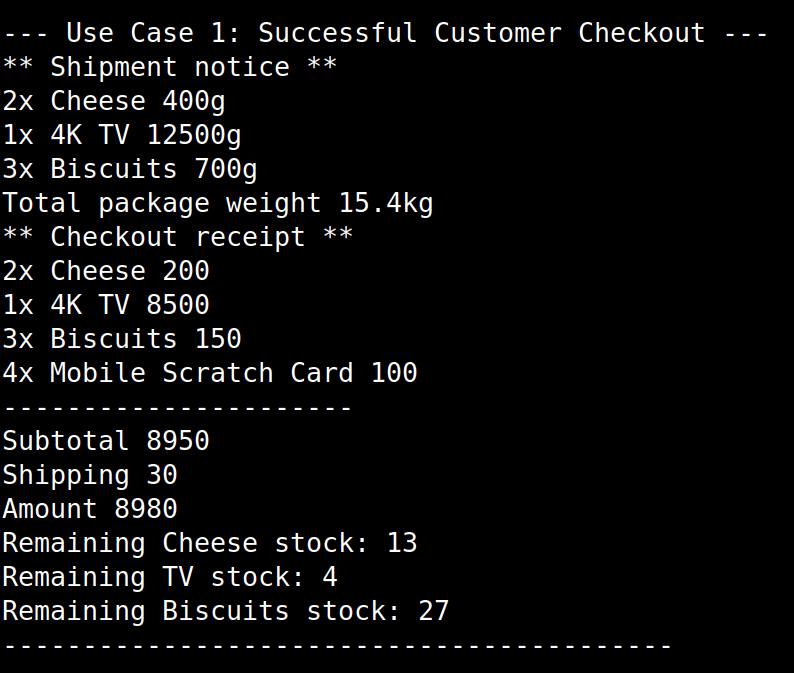 --- Use Case 1: Successful Customer Checkout ---
** Shipment notice **
2x Cheese 400g
1x 4K TV 12500g
3x Biscuits 700g
Total package weight 15.4kg
** Checkout receipt **
2x Cheese 200
1x 4K TV 8500
3x Biscuits 150
4x Mobile Scratch Card 100
----------------------
Subtotal 8950
Shipping 30
Amount 8980
Remaining Cheese stock: 13
Remaining TV stock: 4
Remaining Biscuits stock: 27
------------------------------------------